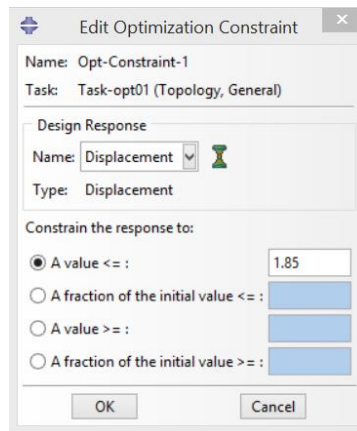 Edit Optimization Constraint
Name: Opt-Constraint-1
Task: Task-opt01 (Topology, General)
Design Response
Name: Displacement
Type: Displacement
Constrain the response to:
A value <= : 1.85
A fraction of the initial value <= :
A value >= :
A fraction of the initial value >= :
OK Cancel